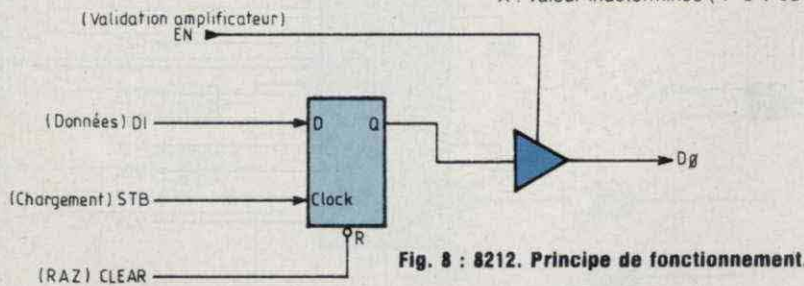 (Validation amplificateur)
EN
(Données) DI
D
Q
DØ
(Chargement) STB
Clock
R
(RAZ) CLEAR
Fig. 8 : 8212. Principe de fonctionnement.